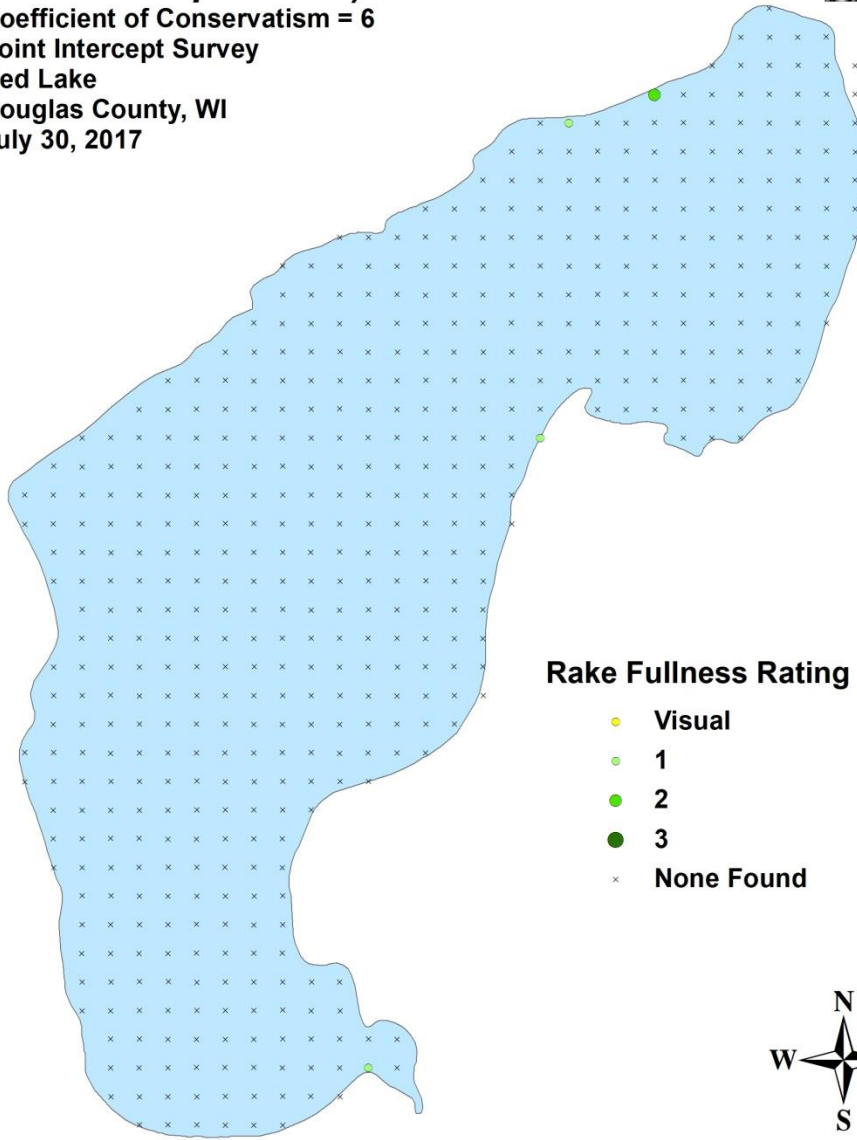 oefficient of Conservatism = 6
oint Intercept Survey
ed Lake
ouglas County, WI
uly 30, 2017
Rake Fullness Rating
Visual
1
2
3
None Found
N
W
S